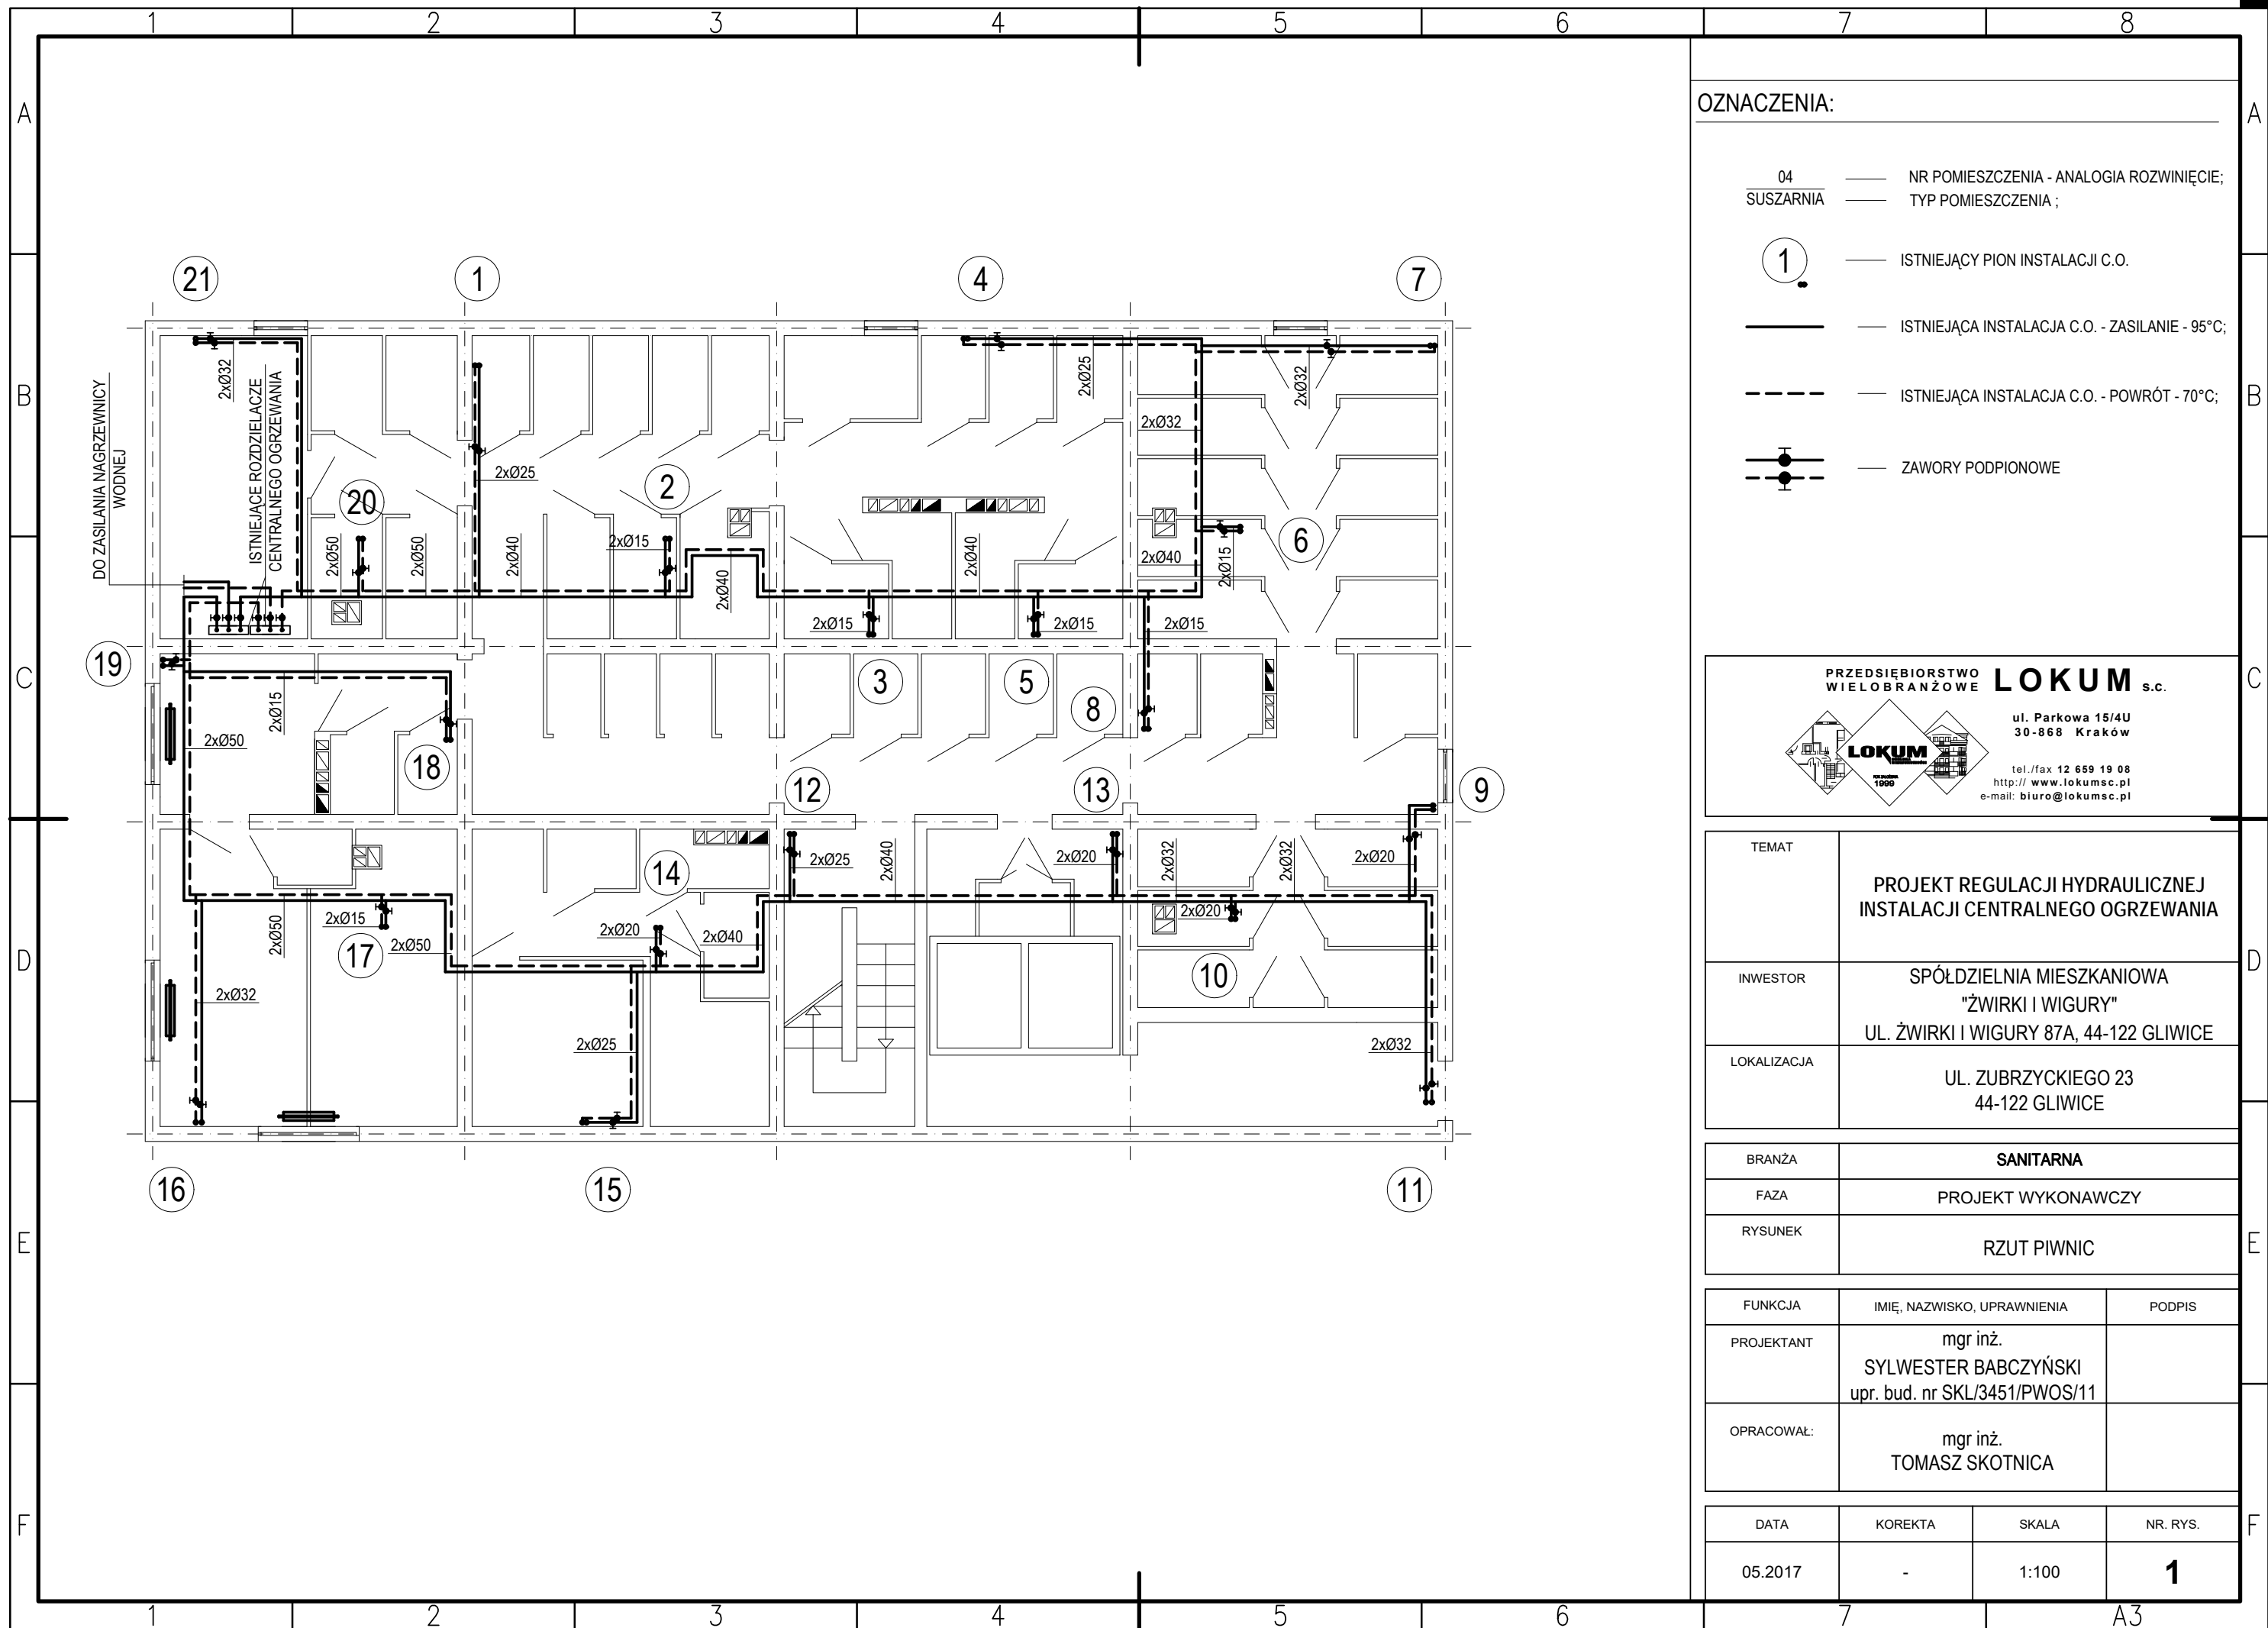 1 2 3 4 5 6 7 8
A A
B B
C C
D D
E E
F F
1 2 3 4 5 6 7 A3
21 1 4 7
DO ZASILANIA NAGRZEWNICY
WODNEJ
2xØ32
ISTNIEJĄCE ROZDZIELACZE
CENTRALNEGO OGRZEWANIA
2xØ25
2xØ32
2xØ32
20
2xØ25
2
2xØ50
2xØ50
2xØ40
2xØ15
2xØ40
2xØ40
2xØ40
2xØ15
6
2xØ15
2xØ15
2xØ15
19
3
5
8
2xØ15
2xØ50
18
12
13
9
14
2xØ25
2xØ40
2xØ20
2xØ32
2xØ32
2xØ20
2xØ50
2xØ15
17
2xØ50
2xØ20
2xØ40
2xØ20
10
2xØ32
2xØ25
2xØ32
16 15 11
OZNACZENIA:
04
SUSZARNIA
NR POMIESZCZENIA - ANALOGIA ROZWINIĘCIE;
TYP POMIESZCZENIA ;
1
ISTNIEJĄCY PION INSTALACJI C.O.
ISTNIEJĄCA INSTALACJA C.O. - ZASILANIE - 95°C;
ISTNIEJĄCA INSTALACJA C.O. - POWRÓT - 70°C;
ZAWORY PODPIONOWE
PRZEDSIĘBIORSTWO
WIELOBRANŻOWE LOKUM s.c.
ul. Parkowa 15/4U
30-868 Kraków
LOKUM
1999
tel./fax 12 659 19 08
http:// www.lokumsc.pl
e-mail: biuro@lokumsc.pl
TEMAT
PROJEKT REGULACJI HYDRAULICZNEJ
INSTALACJI CENTRALNEGO OGRZEWANIA
INWESTOR
SPÓŁDZIELNIA MIESZKANIOWA
"ŻWIRKI I WIGURY"
UL. ŻWIRKI I WIGURY 87A, 44-122 GLIWICE
LOKALIZACJA
UL. ZUBRZYCKIEGO 23
44-122 GLIWICE
BRANŻA SANITARNA
FAZA PROJEKT WYKONAWCZY
RYSUNEK RZUT PIWNIC
FUNKCJA IMIĘ, NAZWISKO, UPRAWNIENIA PODPIS
PROJEKTANT
mgr inż.
SYLWESTER BABCZYŃSKI
upr. bud. nr SKL/3451/PWOS/11
OPRACOWAŁ:
mgr inż.
TOMASZ SKOTNICA
DATA KOREKTA SKALA NR. RYS.
05.2017 - 1:100 1